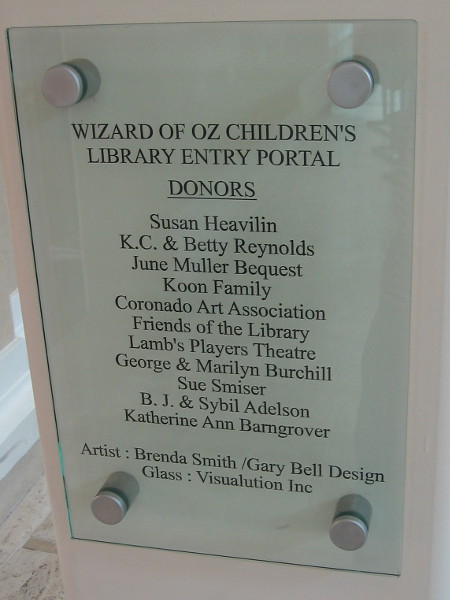 WIZARD OF OZ CHILDREN'S
LIBRARY ENTRY PORTAL
DONORS
Susan Heavilin
K.C. & Betty Reynolds
June Muller Bequest
Koon Family
Coronado Art Association
Friends of the Library
Lamb's Players Theatre
George & Marilyn Burchill
Sue Smiser
B. J. & Sybil Adelson
Katherine Ann Barngrover
Artist : Brenda Smith /Gary Bell Design
Glass : Visualution Inc